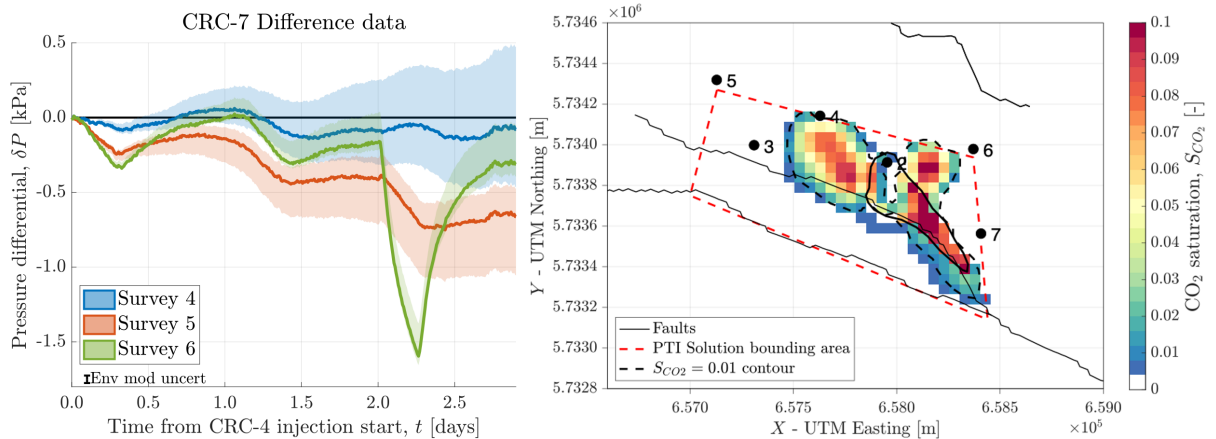 CRC-7 Difference data
Pressure differential, δP [kPa]
0.5
0.0
-0.5
-1.0
-1.5
Survey 4
Survey 5
Survey 6
Env mod uncert
0.0 0.5 1.0 1.5 2.0 2.5
Time from CRC-4 injection start, t [days]
×10⁶
Y - UTM Northing [m]
5.7346
5.7344
5.7342
5.7340
5.7338
5.7336
5.7334
5.7332
5.7330
5.7328
5
4
3
2
6
7
Faults
PTI Solution bounding area
S_CO2 = 0.01 contour
6.570 6.575 6.580 6.585 6.590
×10⁵
X - UTM Easting [m]
0.1
0.09
0.08
0.07
0.06
0.05
0.04
0.03
0.02
0.01
0
CO₂ saturation, S_CO₂ [-]